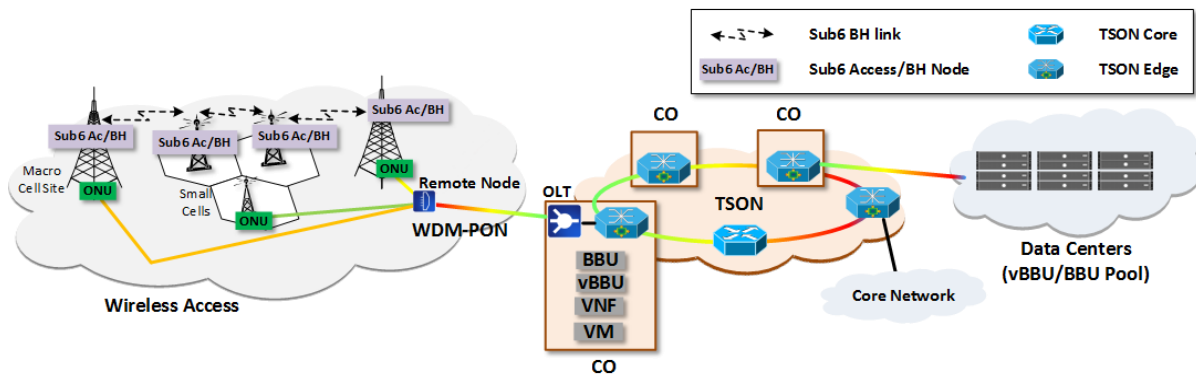 Sub6 BH link
TSON Core
Sub6 Ac/BH
Sub6 Access/BH Node
TSON Edge
CO
CO
Sub6 Ac/BH
Sub6 Ac/BH
Sub6 Ac/BH
Sub6 Ac/BH
Macro
Cell Site
ONU
ONU
Small
Cells
ONU
Remote Node
WDM-PON
OLT
TSON
BBU
vBBU
VNF
VM
CO
Wireless Access
Core Network
Data Centers
(vBBU/BBU Pool)